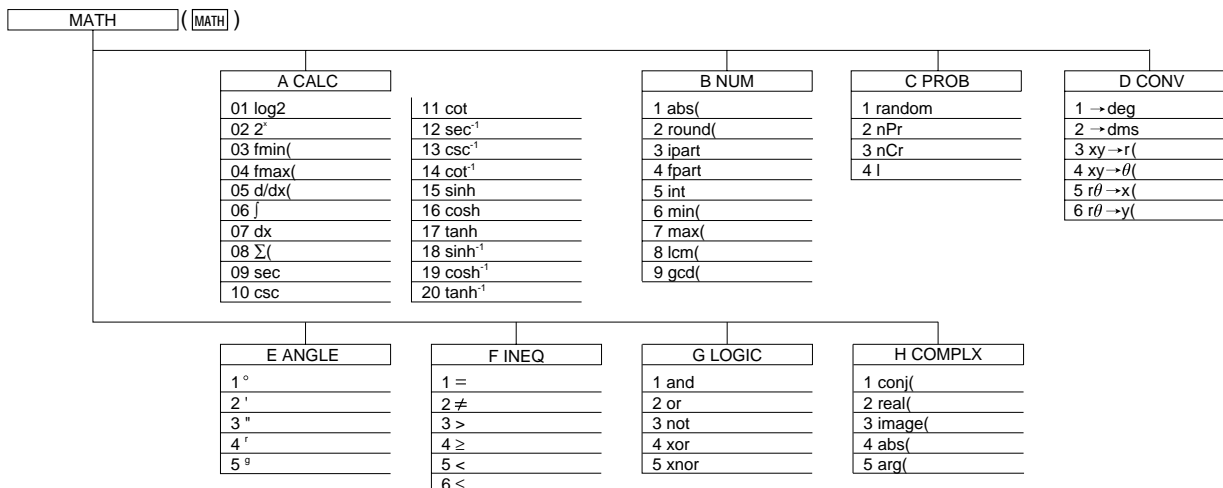 MATH ( MATH )
A CALC
01 log2
02 2ˣ
03 fmin(
04 fmax(
05 d/dx(
06 ∫
07 dx
08 ∑(
09 sec
10 csc
11 cot
12 sec⁻¹
13 csc⁻¹
14 cot⁻¹
15 sinh
16 cosh
17 tanh
18 sinh⁻¹
19 cosh⁻¹
20 tanh⁻¹
B NUM
1 abs(
2 round(
3 ipart
4 fpart
5 int
6 min(
7 max(
8 lcm(
9 gcd(
C PROB
1 random
2 nPr
3 nCr
4 l
D CONV
1 →deg
2 →dms
3 xy→r(
4 xy→θ(
5 rθ→x(
6 rθ→y(
E ANGLE
1 °
2 '
3 "
4 ʳ
5 ᵍ
F INEQ
1 =
2 ≠
3 >
4 ≥
5 <
6 ≤
G LOGIC
1 and
2 or
3 not
4 xor
5 xnor
H COMPLX
1 conj(
2 real(
3 image(
4 abs(
5 arg(